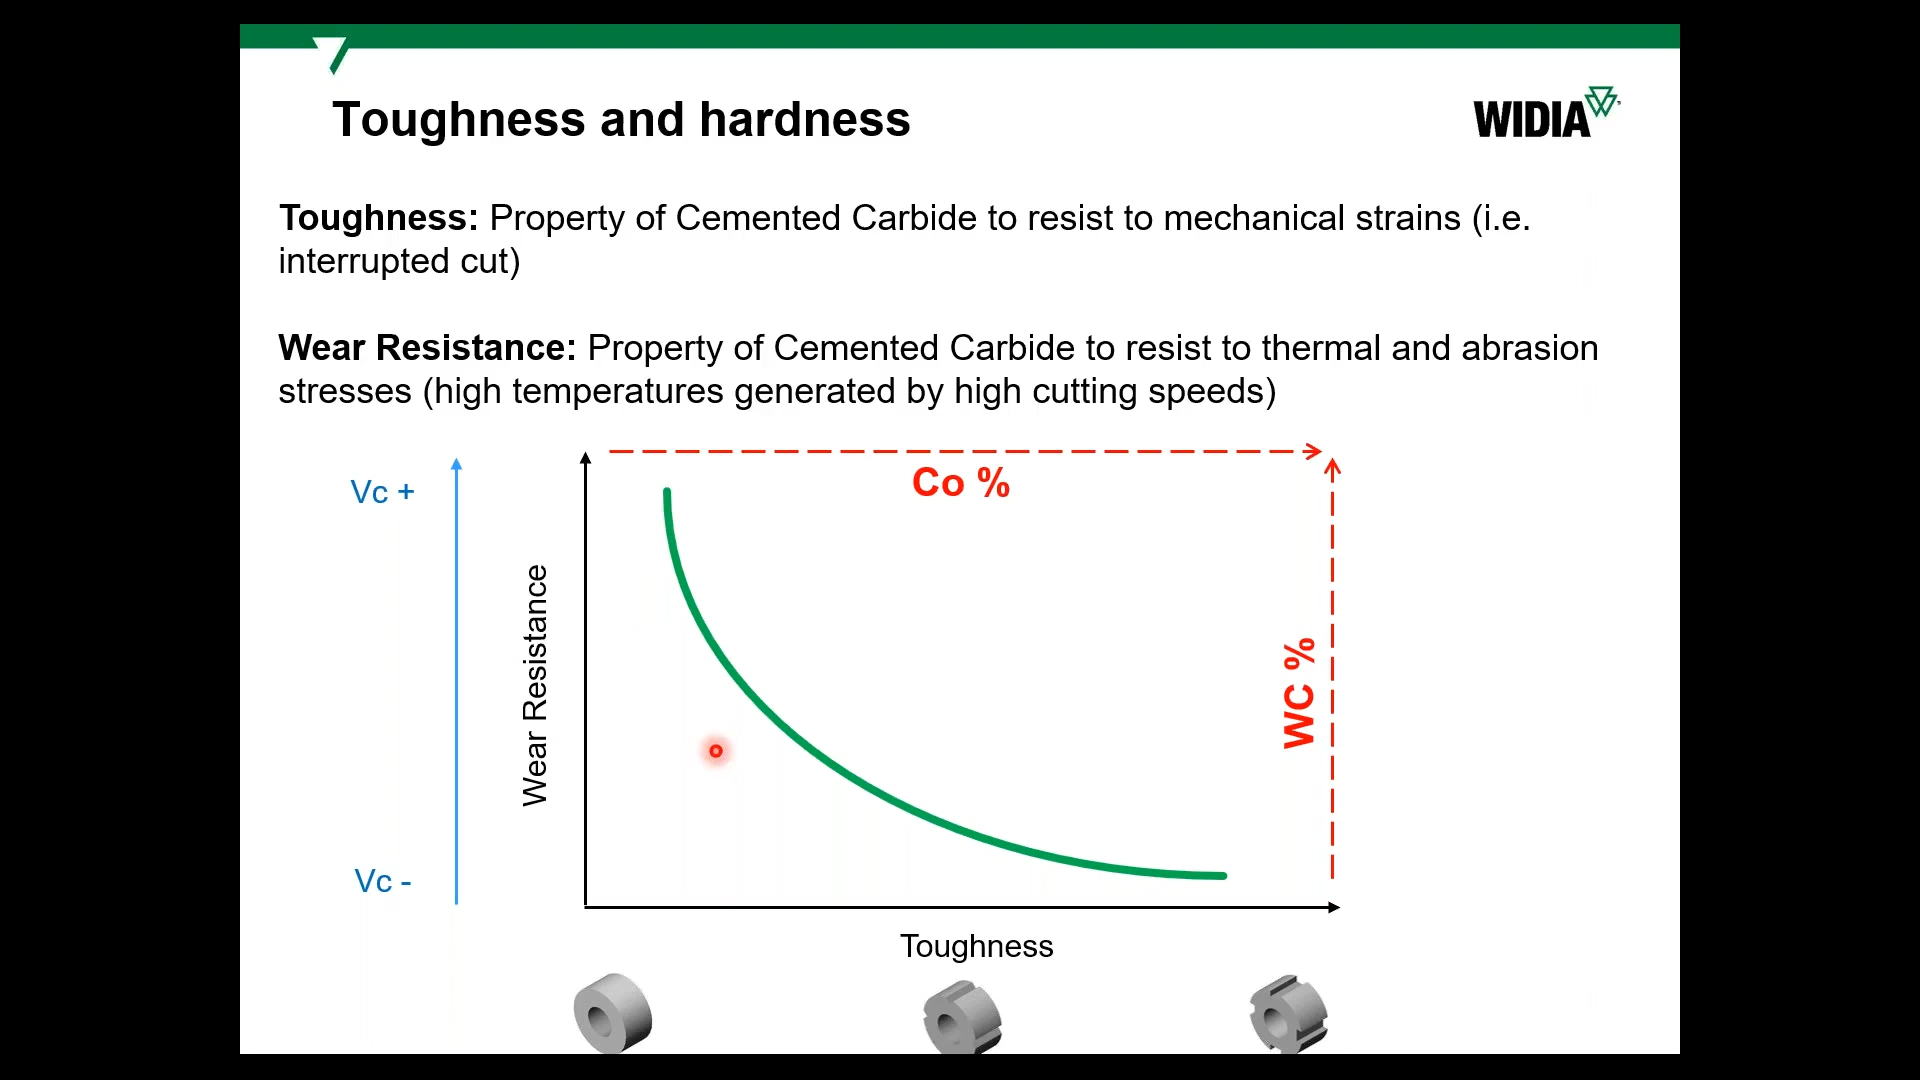 Toughness and hardness
WIDIA
Toughness: Property of Cemented Carbide to resist to mechanical strains (i.e.
interrupted cut)
Wear Resistance: Property of Cemented Carbide to resist to thermal and abrasion
stresses (high temperatures generated by high cutting speeds)
Vc +
Co %
Wear Resistance
WC %
Vc -
Toughness